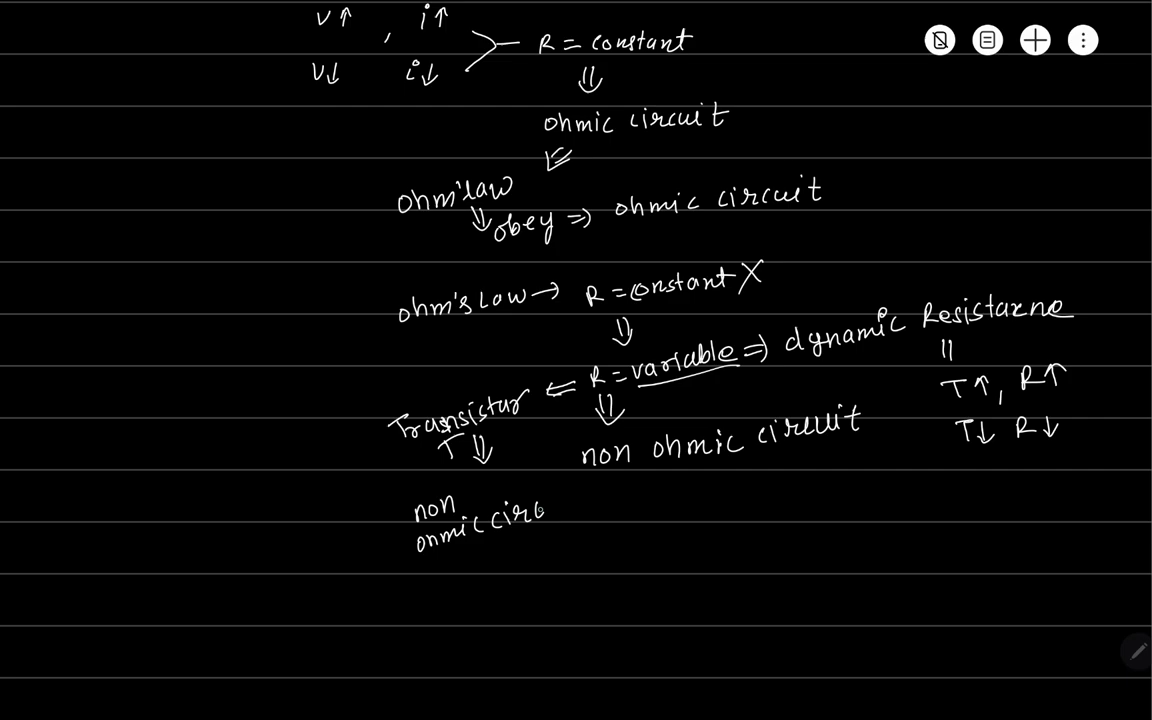 V↑ , i↑
V↓ i↓
R = constant
⇓
ohmic circuit
ohm'law
⇓ obey ⇒ ohmic circuit
ohm's Law → R = constant X
⇓
R = variable ⇒ dynamic Resistance
Transistor ⇐
T↑, R↑
T↓ R↓
⇓ non ohmic circuit
T ⇓
non
ohmic circ